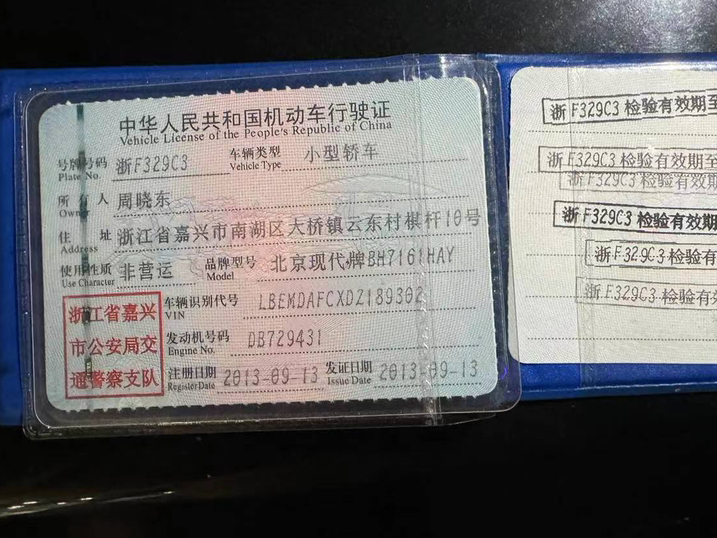 中华人民共和国机动车行驶证
Vehicle License of the People's Republic of China
号牌号码 浙F329C3 车辆类型 小型轿车
Plate No. Vehicle Type
所有人 周晓东
Owner
住址 浙江省嘉兴市南湖区大桥镇云东村棋杆10号
Address
使用性质 非营运 品牌型号 北京现代牌BH7161HAY
Use Character Model
浙江省嘉兴
市公安局交
通警察支队
车辆识别代号 LBEMDAFCXDZ189302
VIN
发动机号码 DB729431
Engine No.
注册日期 2013-09-13 发证日期 2013-09-13
Register Date Issue Date
浙F329C3检验有效期至
浙F329C3检验有效期至
浙F329C3检验有效期
浙F329C3检验有效期
浙F329C3检验有效
浙F329C3检验有